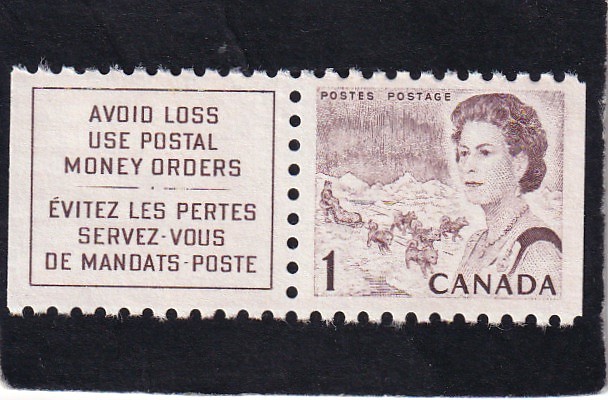 AVOID LOSS
USE POSTAL
MONEY ORDERS
ÉVITEZ LES PERTES
SERVEZ-VOUS
DE MANDATS-POSTE
POSTES POSTAGE
1 CANADA